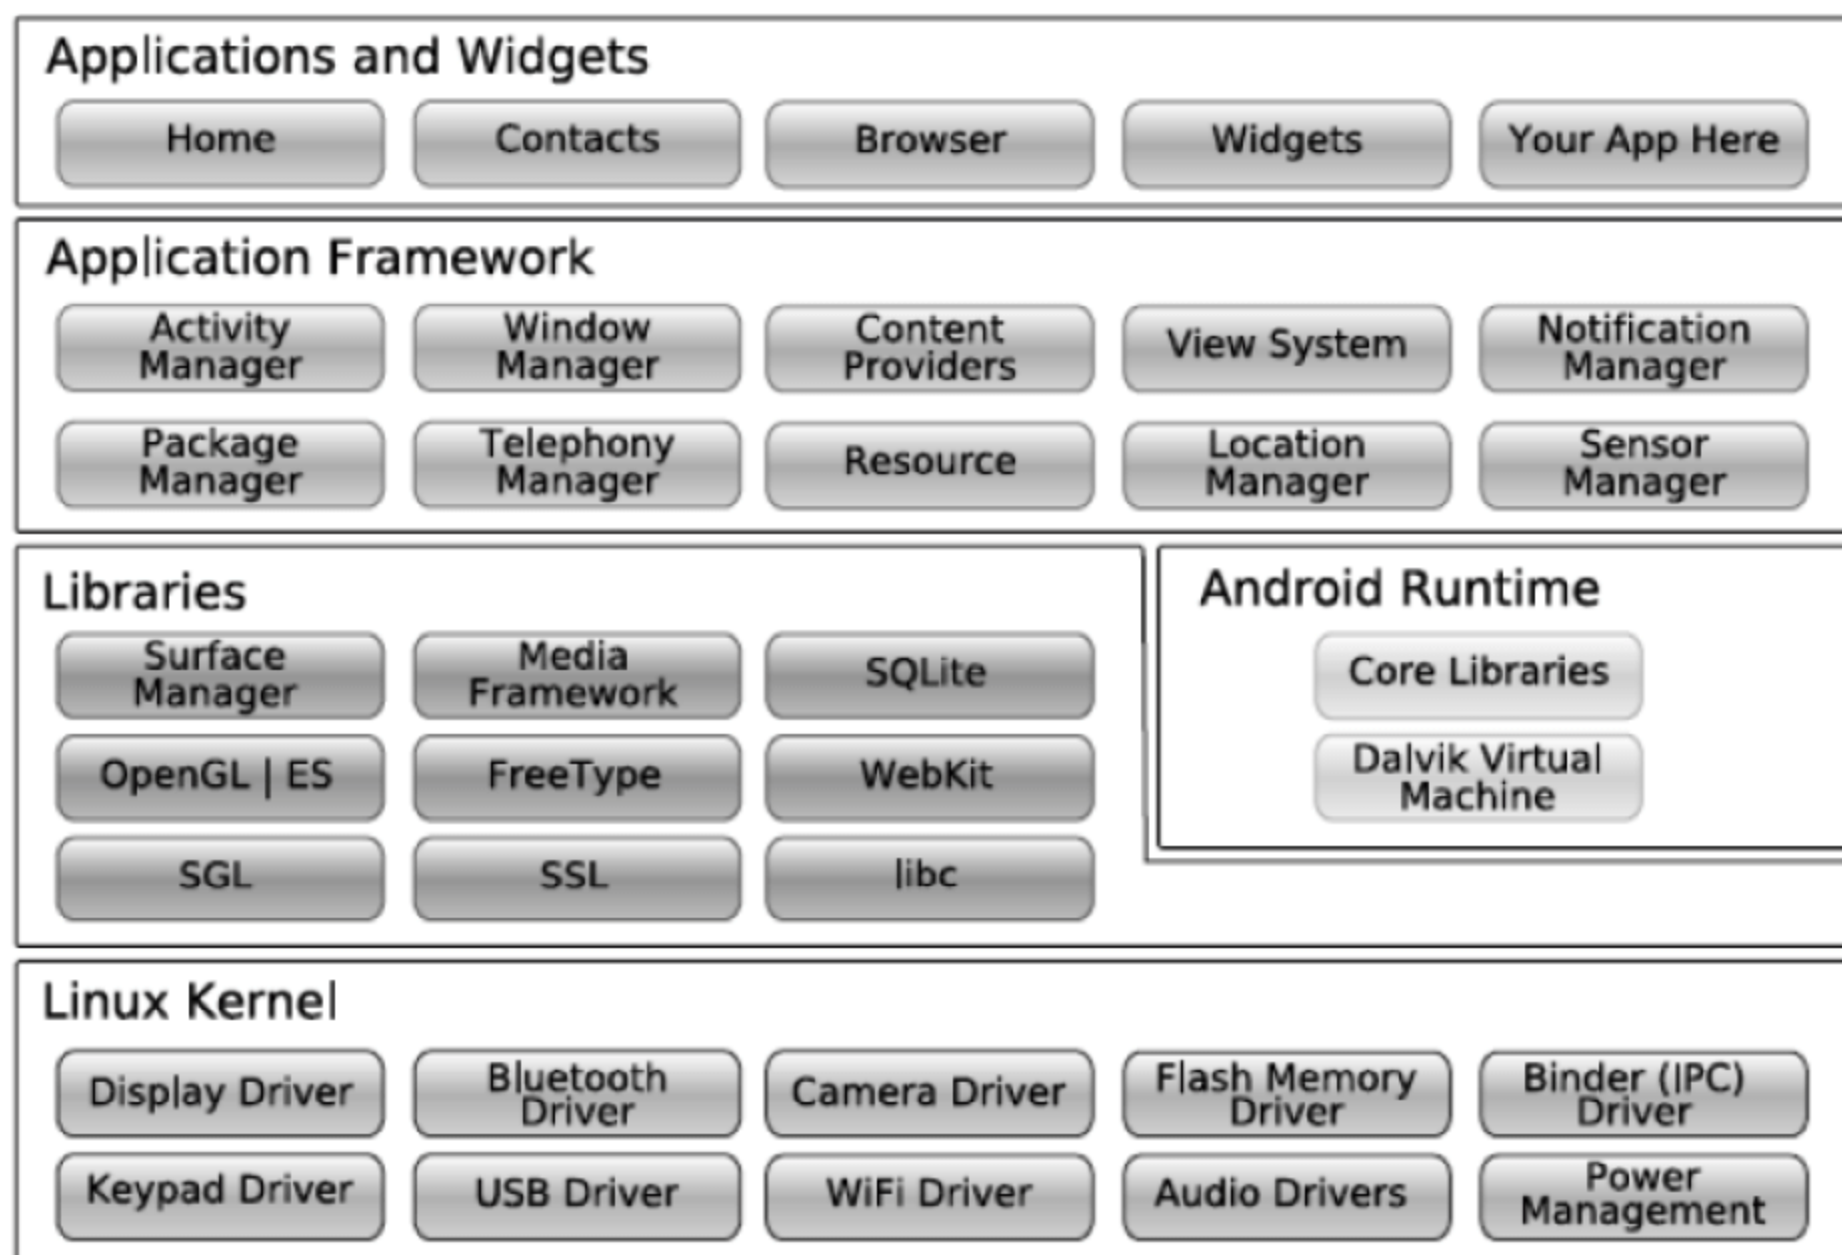 Applications and Widgets
Home
Contacts
Browser
Widgets
Your App Here
Application Framework
Activity
Manager
Window
Manager
Content
Providers
View System
Notification
Manager
Package
Manager
Telephony
Manager
Resource
Location
Manager
Sensor
Manager
Libraries
Surface
Manager
Media
Framework
SQLite
OpenGL | ES
FreeType
WebKit
SGL
SSL
libc
Android Runtime
Core Libraries
Dalvik Virtual
Machine
Linux Kernel
Display Driver
Bluetooth
Driver
Camera Driver
Flash Memory
Driver
Binder (IPC)
Driver
Keypad Driver
USB Driver
WiFi Driver
Audio Drivers
Power
Management